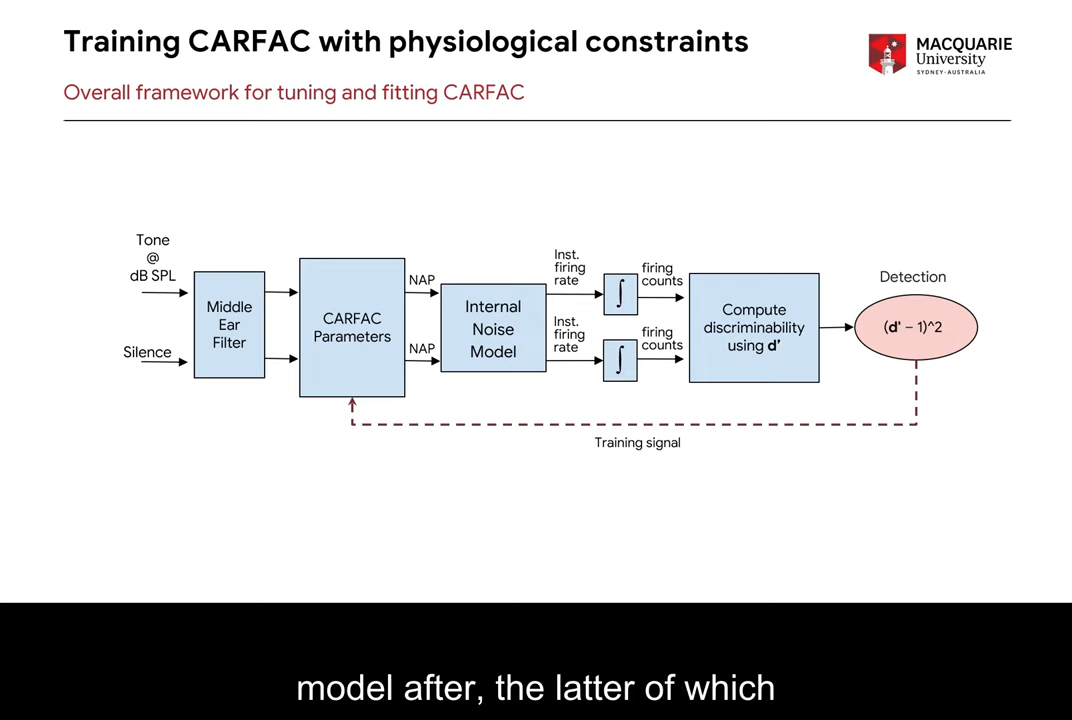 Training CARFAC with physiological constraints
MACQUARIE
University
SYDNEY·AUSTRALIA
Overall framework for tuning and fitting CARFAC
Tone
@
dB SPL
Silence
Middle
Ear
Filter
CARFAC
Parameters
NAP
NAP
Internal
Noise
Model
Inst.
firing
rate
Inst.
firing
rate
∫
∫
firing
counts
firing
counts
Compute
discriminability
using d'
Detection
(d' − 1)^2
Training signal
model after, the latter of which